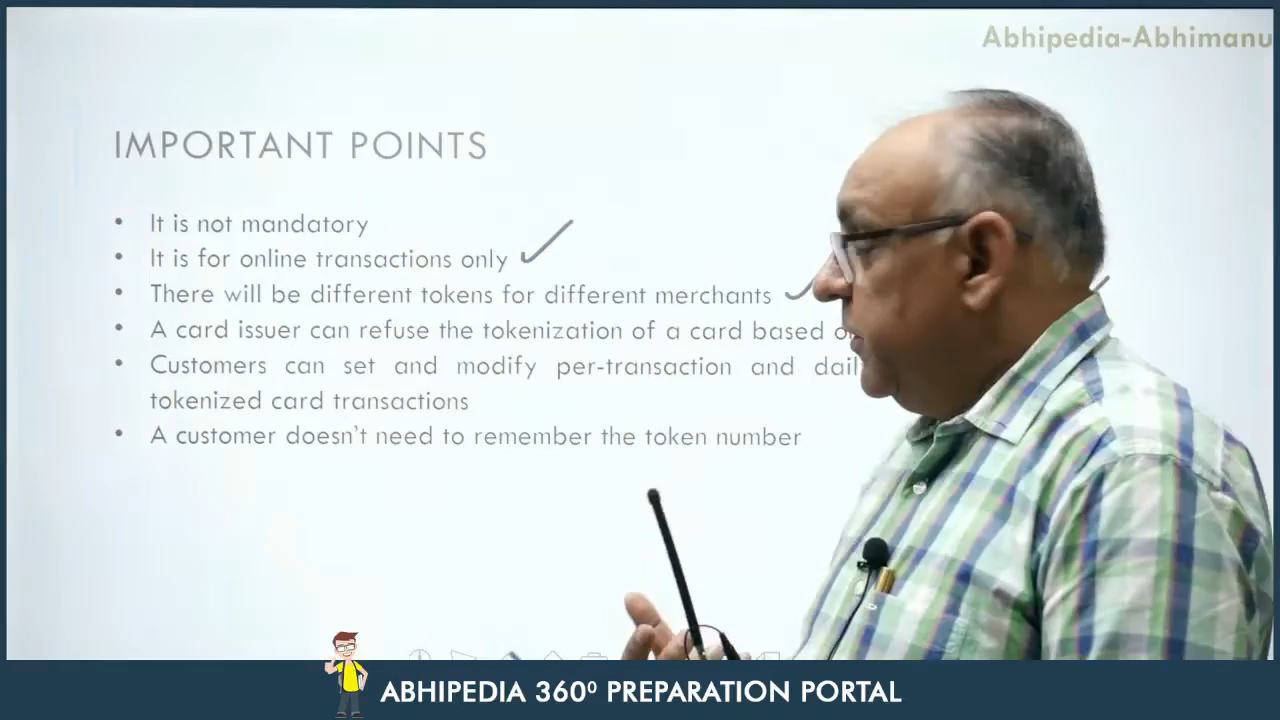 Abhipedia-Abhimanu
IMPORTANT POINTS
• It is not mandatory
• It is for online transactions only
• There will be different tokens for different merchants
• A card issuer can refuse the tokenization of a card based
• Customers can set and modify per-transaction and
tokenized card transactions
• A customer doesn't need to remember the token number
ABHIPEDIA 360⁰ PREPARATION PORTAL